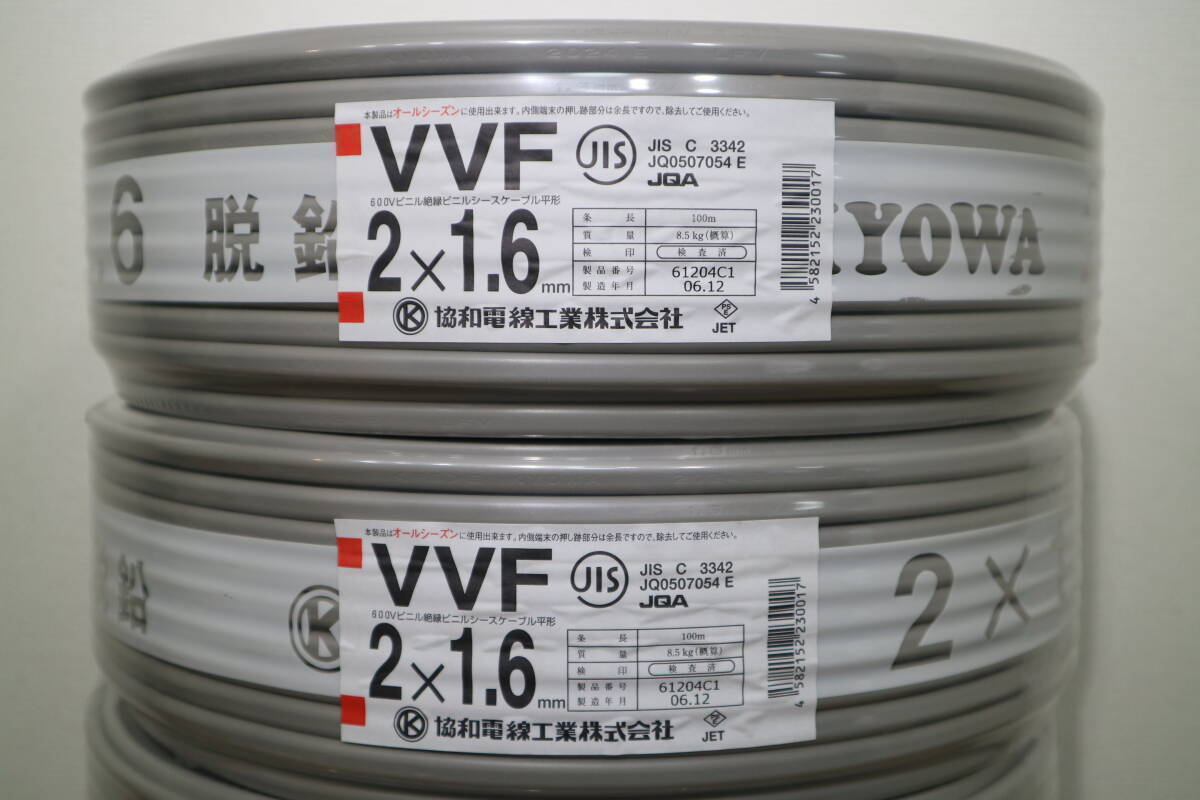 本製品はオールシーズンに使用出来ます。内側端末の押し跡部分は余長ですので、除去してご使用ください。
VVF
JIS
JIS C 3342
JQ0507054 E
JQA
600Vビニル絶縁ビニルシースケーブル平形
2×1.6mm
条長 100m
質量 8.5kg(概算)
検印 検査済
製品番号 61204C1
製造年月 06.12
K 協和電線工業株式会社
PS E
JET
4 582152 230017
.6 脱鉛
KYOWA
本製品はオールシーズンに使用出来ます。内側端末の押し跡部分は余長ですので、除去してご使用ください。
VVF
JIS
JIS C 3342
JQ0507054 E
JQA
600Vビニル絶縁ビニルシースケーブル平形
2×1.6mm
条長 100m
質量 8.5kg(概算)
検印 検査済
製品番号 61204C1
製造年月 06.12
K 協和電線工業株式会社
PS E
JET
4 582152 230017
鉛 K
2×